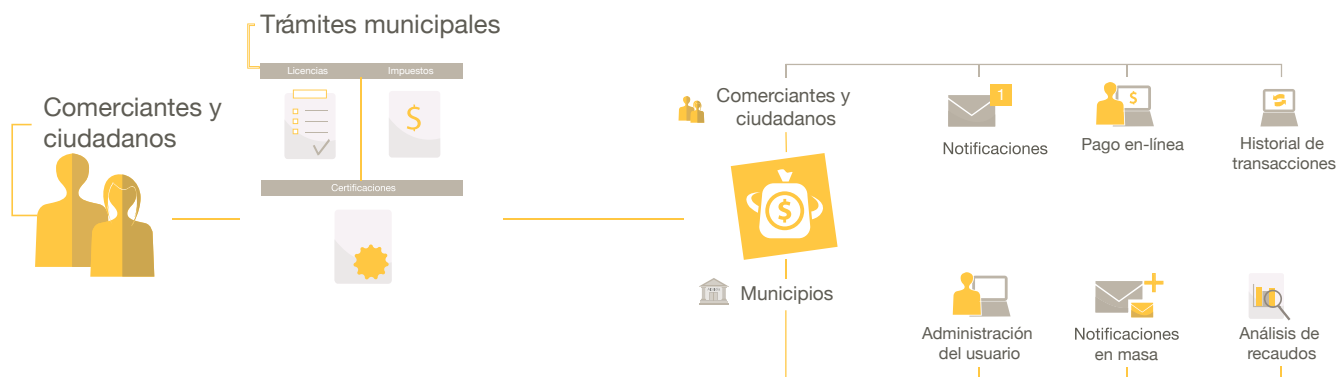 Trámites municipales
Licencias
Impuestos
Certificaciones
Comerciantes y
ciudadanos
$
Comerciantes y
ciudadanos
$
Municipios
1
Notificaciones
$
Pago en-línea
Historial de
transacciones
Administración
del usuario
Notificaciones
en masa
Análisis de
recaudos